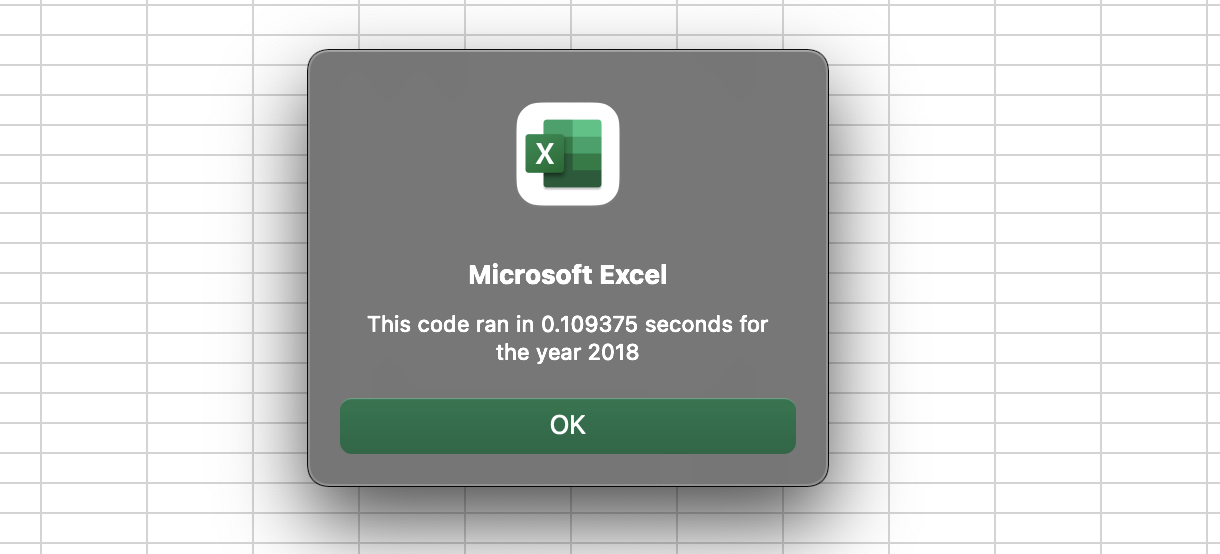 X
Microsoft Excel
This code ran in 0.109375 seconds for
the year 2018
OK